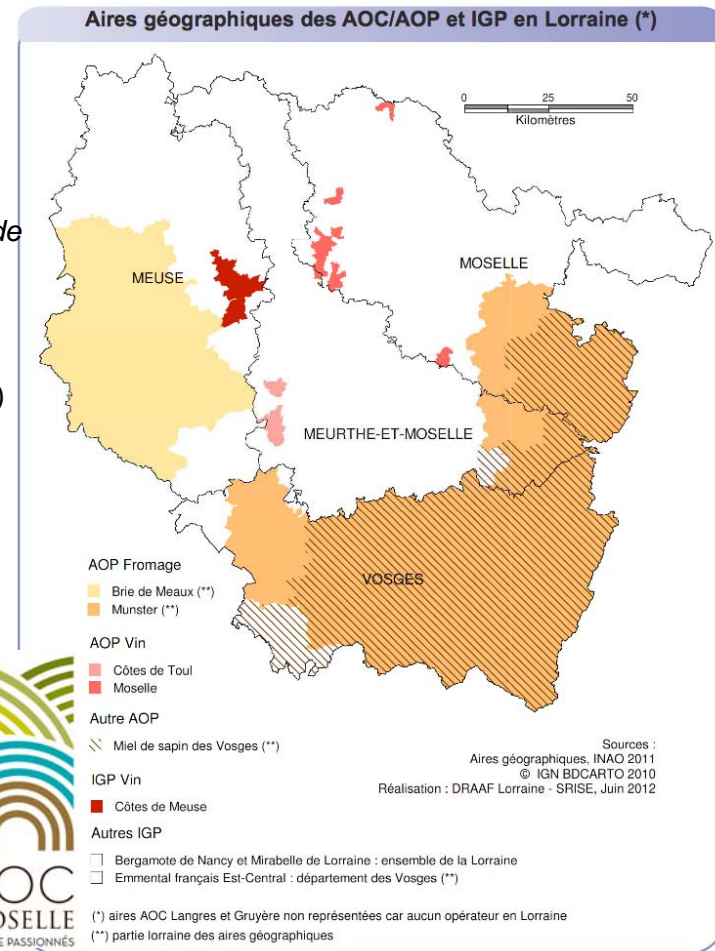 Aires géographiques des AOC/AOP et IGP en Lorraine (*)
0 25 50
Kilomètres
de
)
MEUSE
MOSELLE
MEURTHE-ET-MOSELLE
VOSGES
AOP Fromage
Brie de Meaux (**)
Munster (**)
AOP Vin
Côtes de Toul
Moselle
Autre AOP
Miel de sapin des Vosges (**)
IGP Vin
Côtes de Meuse
Autres IGP
Bergamote de Nancy et Mirabelle de Lorraine : ensemble de la Lorraine
Emmental français Est-Central : département des Vosges (**)
(*) aires AOC Langres et Gruyère non représentées car aucun opérateur en Lorraine
(**) partie lorraine des aires géographiques
Sources :
Aires géographiques, INAO 2011
© IGN BDCARTO 2010
Réalisation : DRAAF Lorraine - SRISE, Juin 2012
OC
OSELLE
E PASSIONNÉS